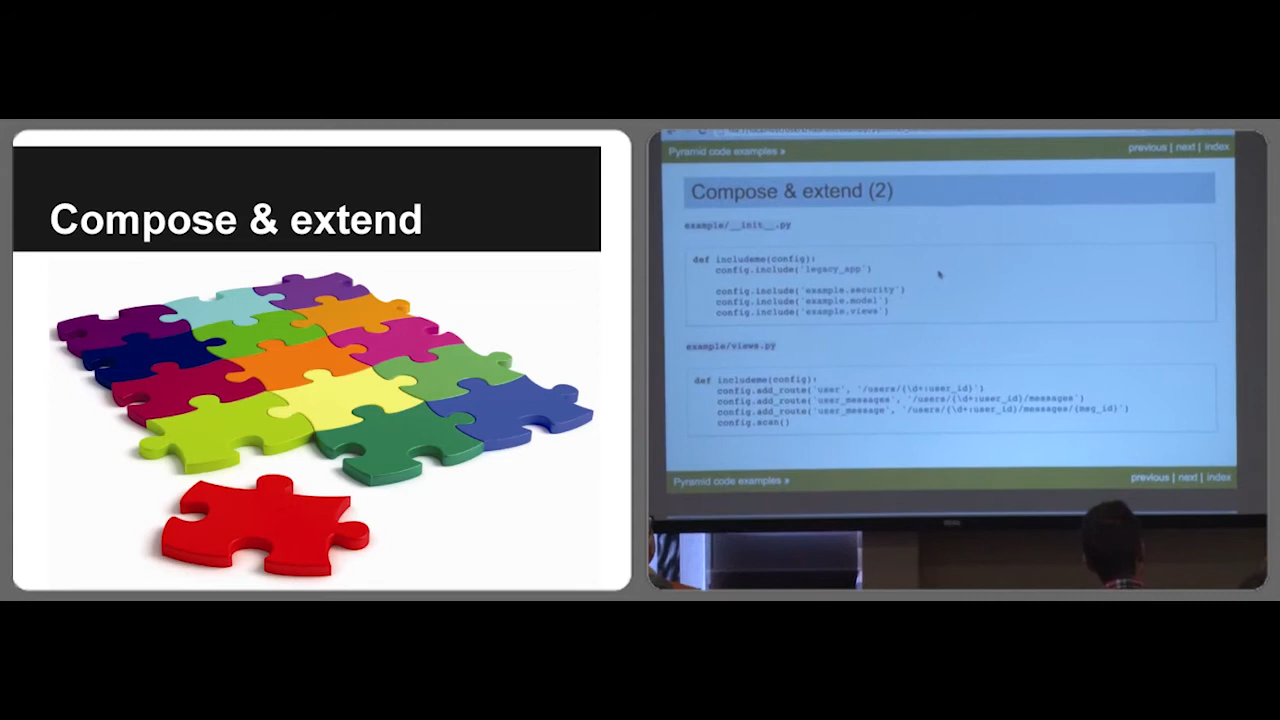 Compose & extend
Pyramid code examples »
previous | next | index
Compose & extend (2)
example/__init__.py
def includeme(config):
config.include('legacy_app')
config.include('example.security')
config.include('example.model')
config.include('example.views')
example/views.py
def includeme(config):
config.add_route('user', '/users/{\d+:user_id}')
config.add_route('user_messages', '/users/{\d+:user_id}/messages')
config.add_route('user_message', '/users/{\d+:user_id}/messages/{msg_id}')
config.scan()
Pyramid code examples »
previous | next | index